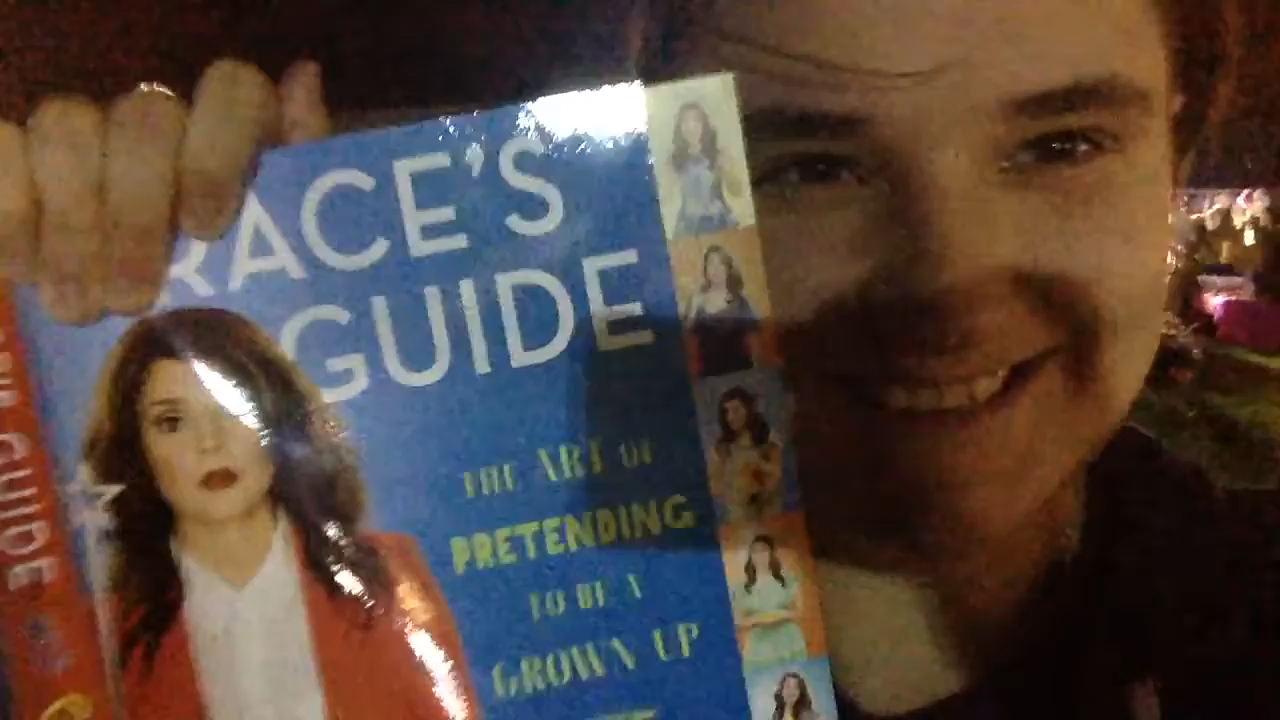 RACE'S
GUIDE
THE ART OF
PRETENDING
TO BE A
GROWN UP
GUIDE